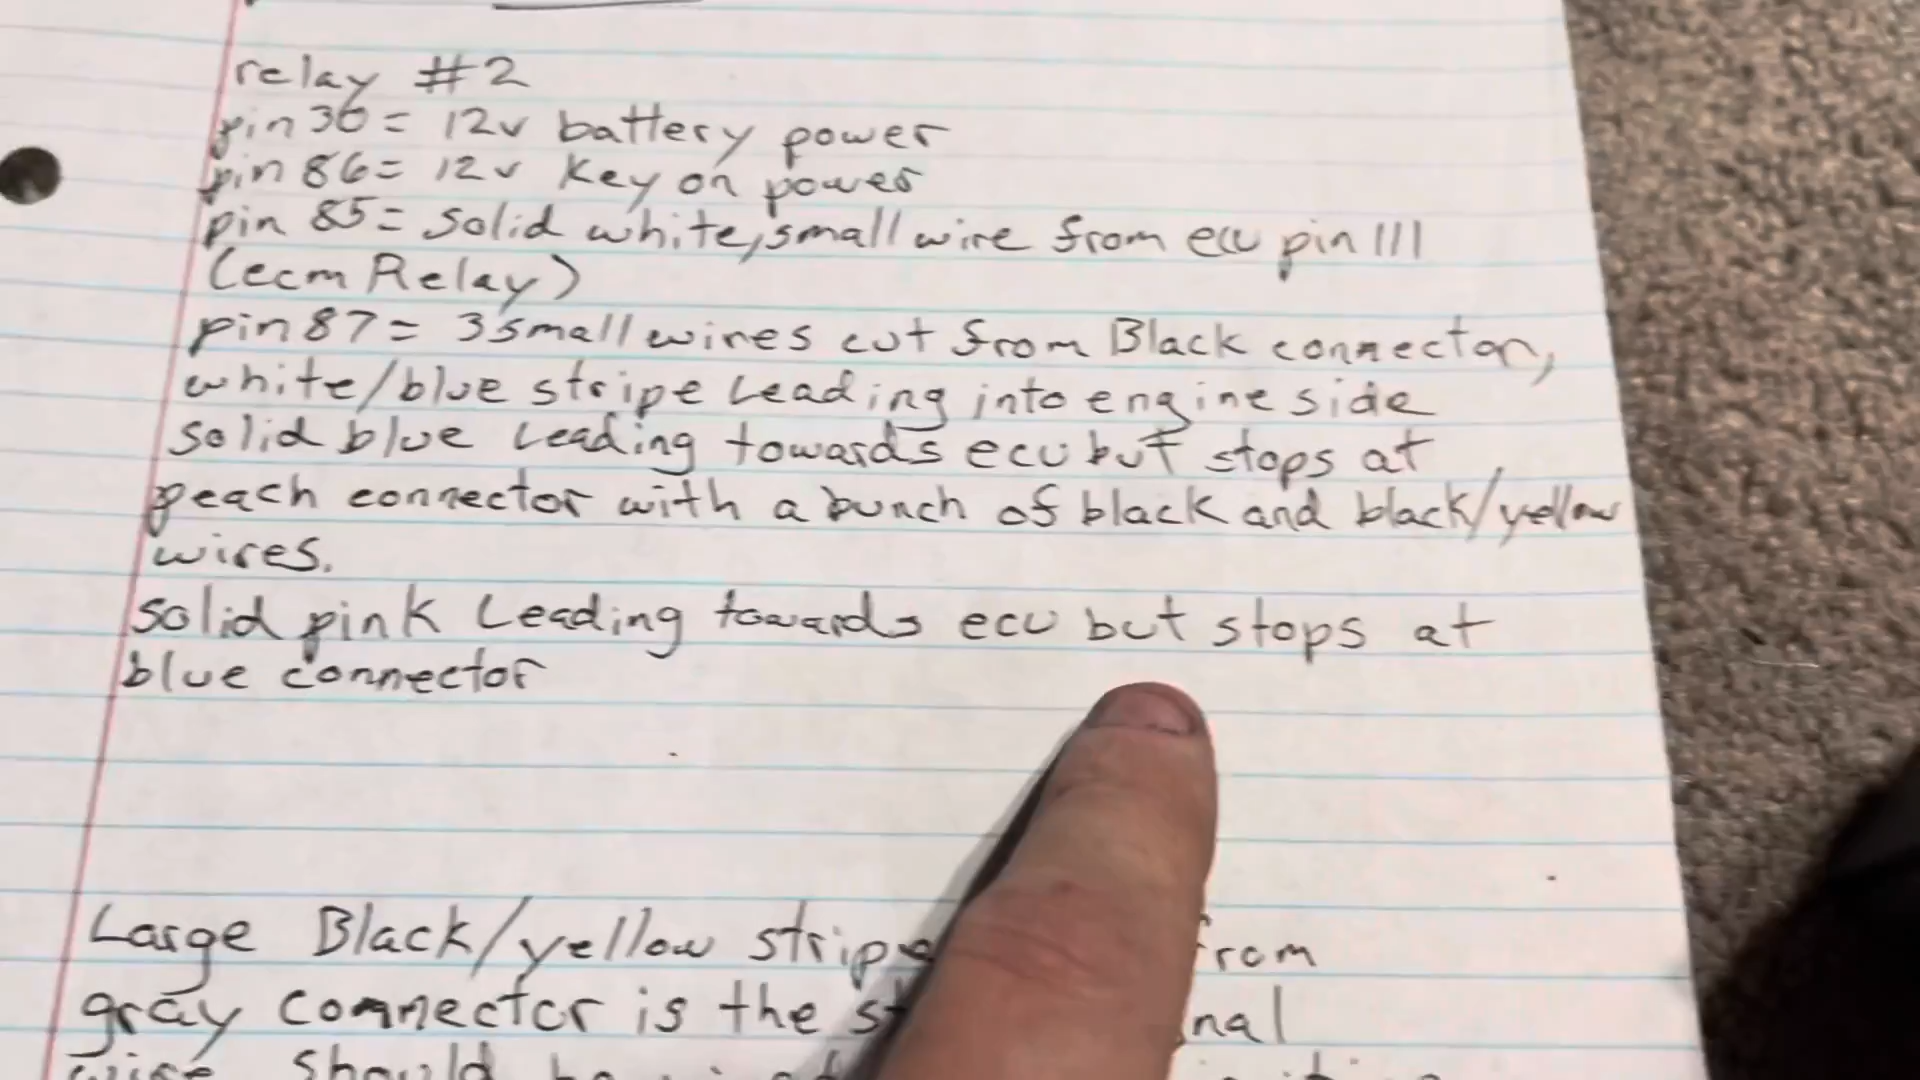 relay #2
pin 30 = 12v battery power
pin 86 = 12v key on power
pin 85 = solid white, small wire from ecu pin 111
(ecm Relay)
pin 87 = 3 small wires cut from Black connector,
white/blue stripe leading into engine side
solid blue leading towards ecu but stops at
peach connector with a bunch of black and black/yellow
wires.
solid pink leading towards ecu but stops at
blue connector
Large Black/yellow stripe from
gray connector is the
wire should